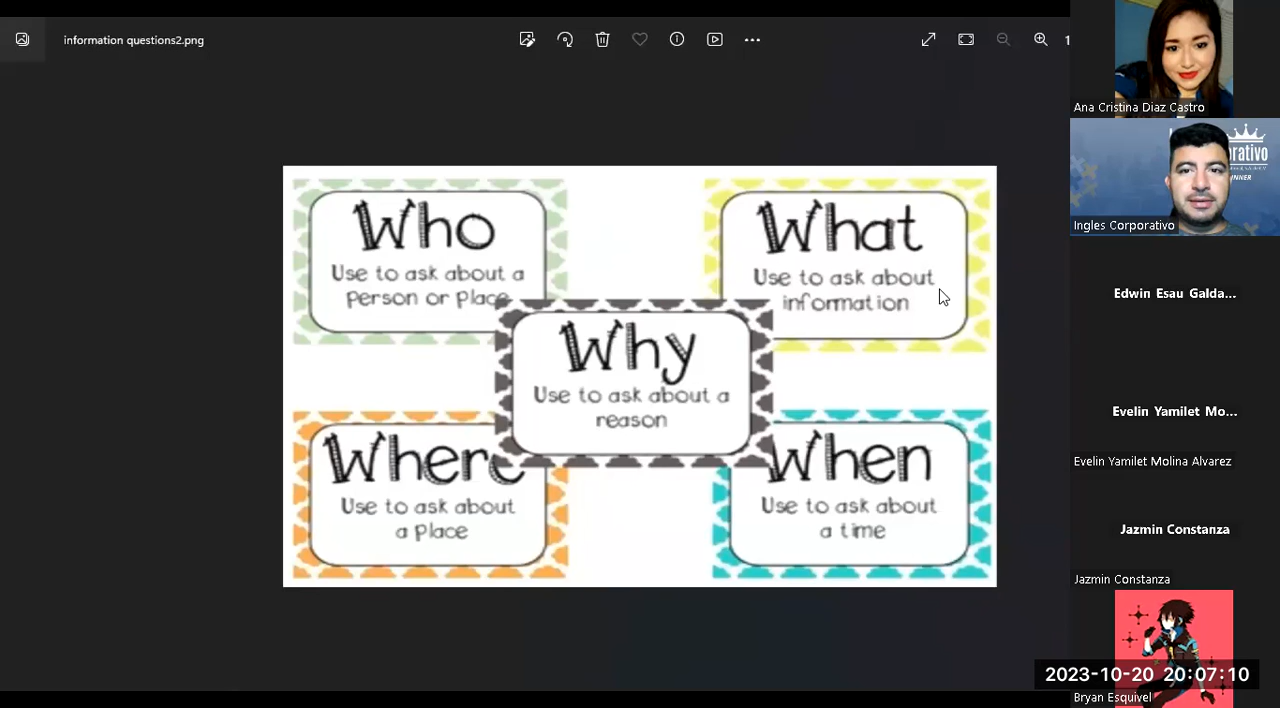 information questions2.png
Who
Use to ask about a
person or place
What
Use to ask about
information
Why
Use to ask about a
reason
Where
Use to ask about
a place
When
Use to ask about
a time
Ana Cristina Diaz Castro
Ingles Corporativo
Edwin Esau Galda...
Evelin Yamilet Mo...
Evelin Yamilet Molina Alvarez
Jazmin Constanza
Jazmin Constanza
2023-10-20 20:07:10
Bryan Esquivel